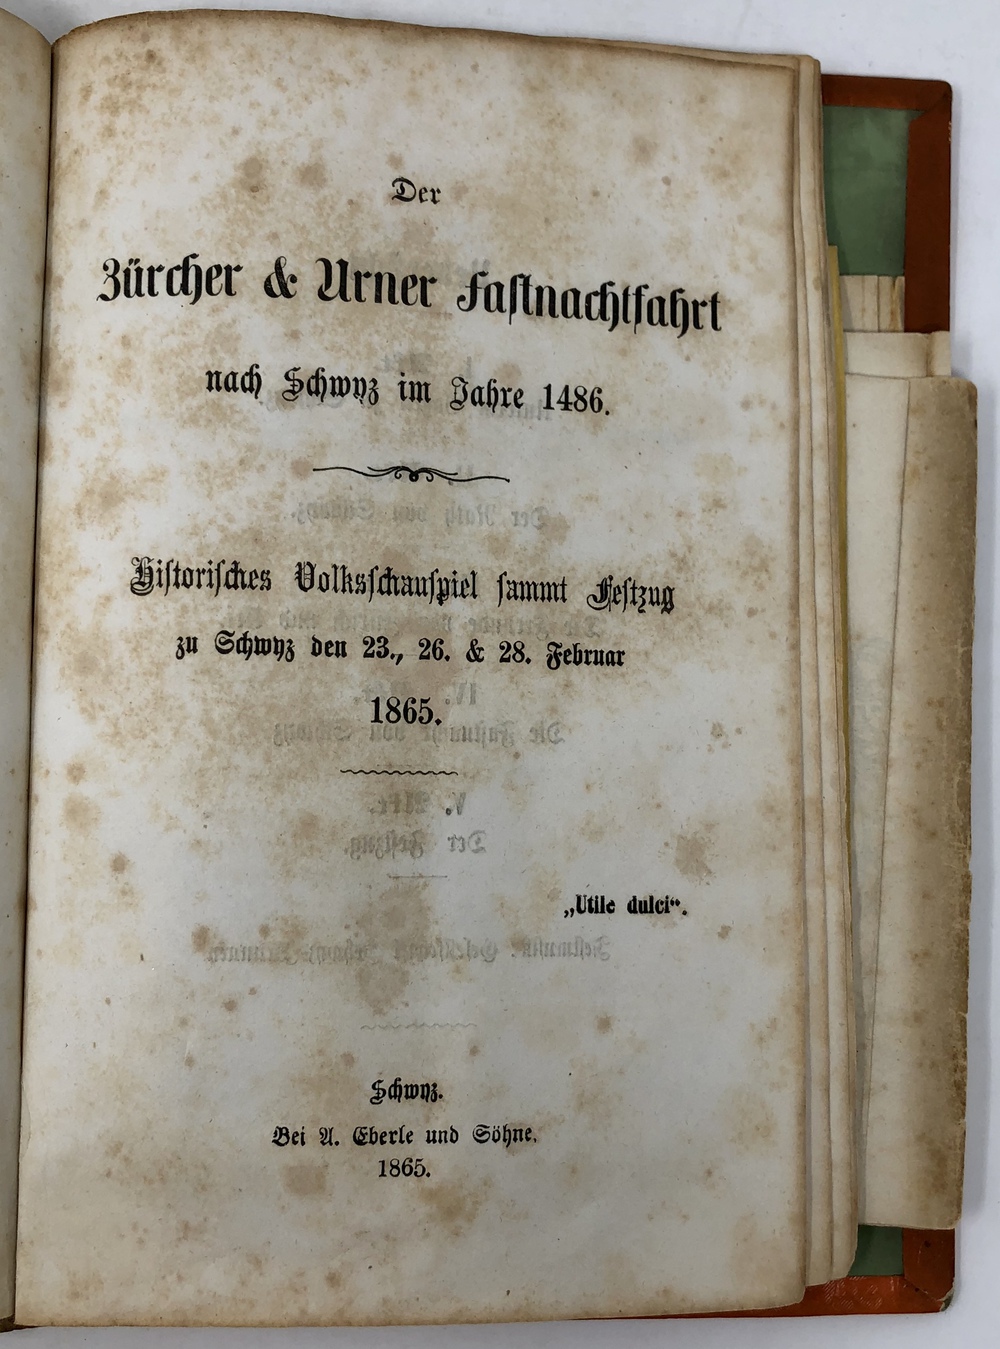 Der
Zürcher & Urner Fastnachtfahrt
nach Schwyz im Jahre 1486.
Historisches Volksschauspiel sammt Festzug
zu Schwyz den 23., 26. & 28. Februar
1865.
„Utile dulci“.
Schwyz.
Bei A. Eberle und Söhne.
1865.